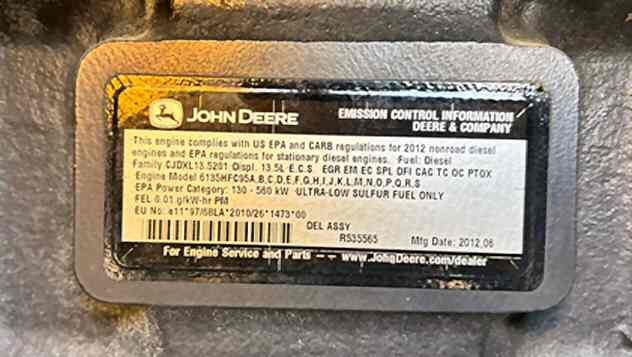 JOHN DEERE
EMISSION CONTROL INFORMATION
DEERE & COMPANY
This engine complies with US EPA and CARB regulations for 2012 nonroad diesel
engines and EPA regulations for stationary diesel engines. Fuel: Diesel
Family CJDXL13.5201 Displ. 13.5L E.C.S. EGR EM EC SPL DFI CAC TC OC PTOX
Engine Model 6135HFC95A,B,C,D,E,F,G,H,I,J,K,L,M,N,O,P,Q,R,S
EPA Power Category: 130 - 560 kW ULTRA-LOW SULFUR FUEL ONLY
FEL 0.01 g/kW-hr PM
EU No: e11*97/68LA*2010/26*1473*00
DEL ASSY
R535565
Mfg Date: 2012.06
For Engine Service and Parts -- www.JohnDeere.com/dealer